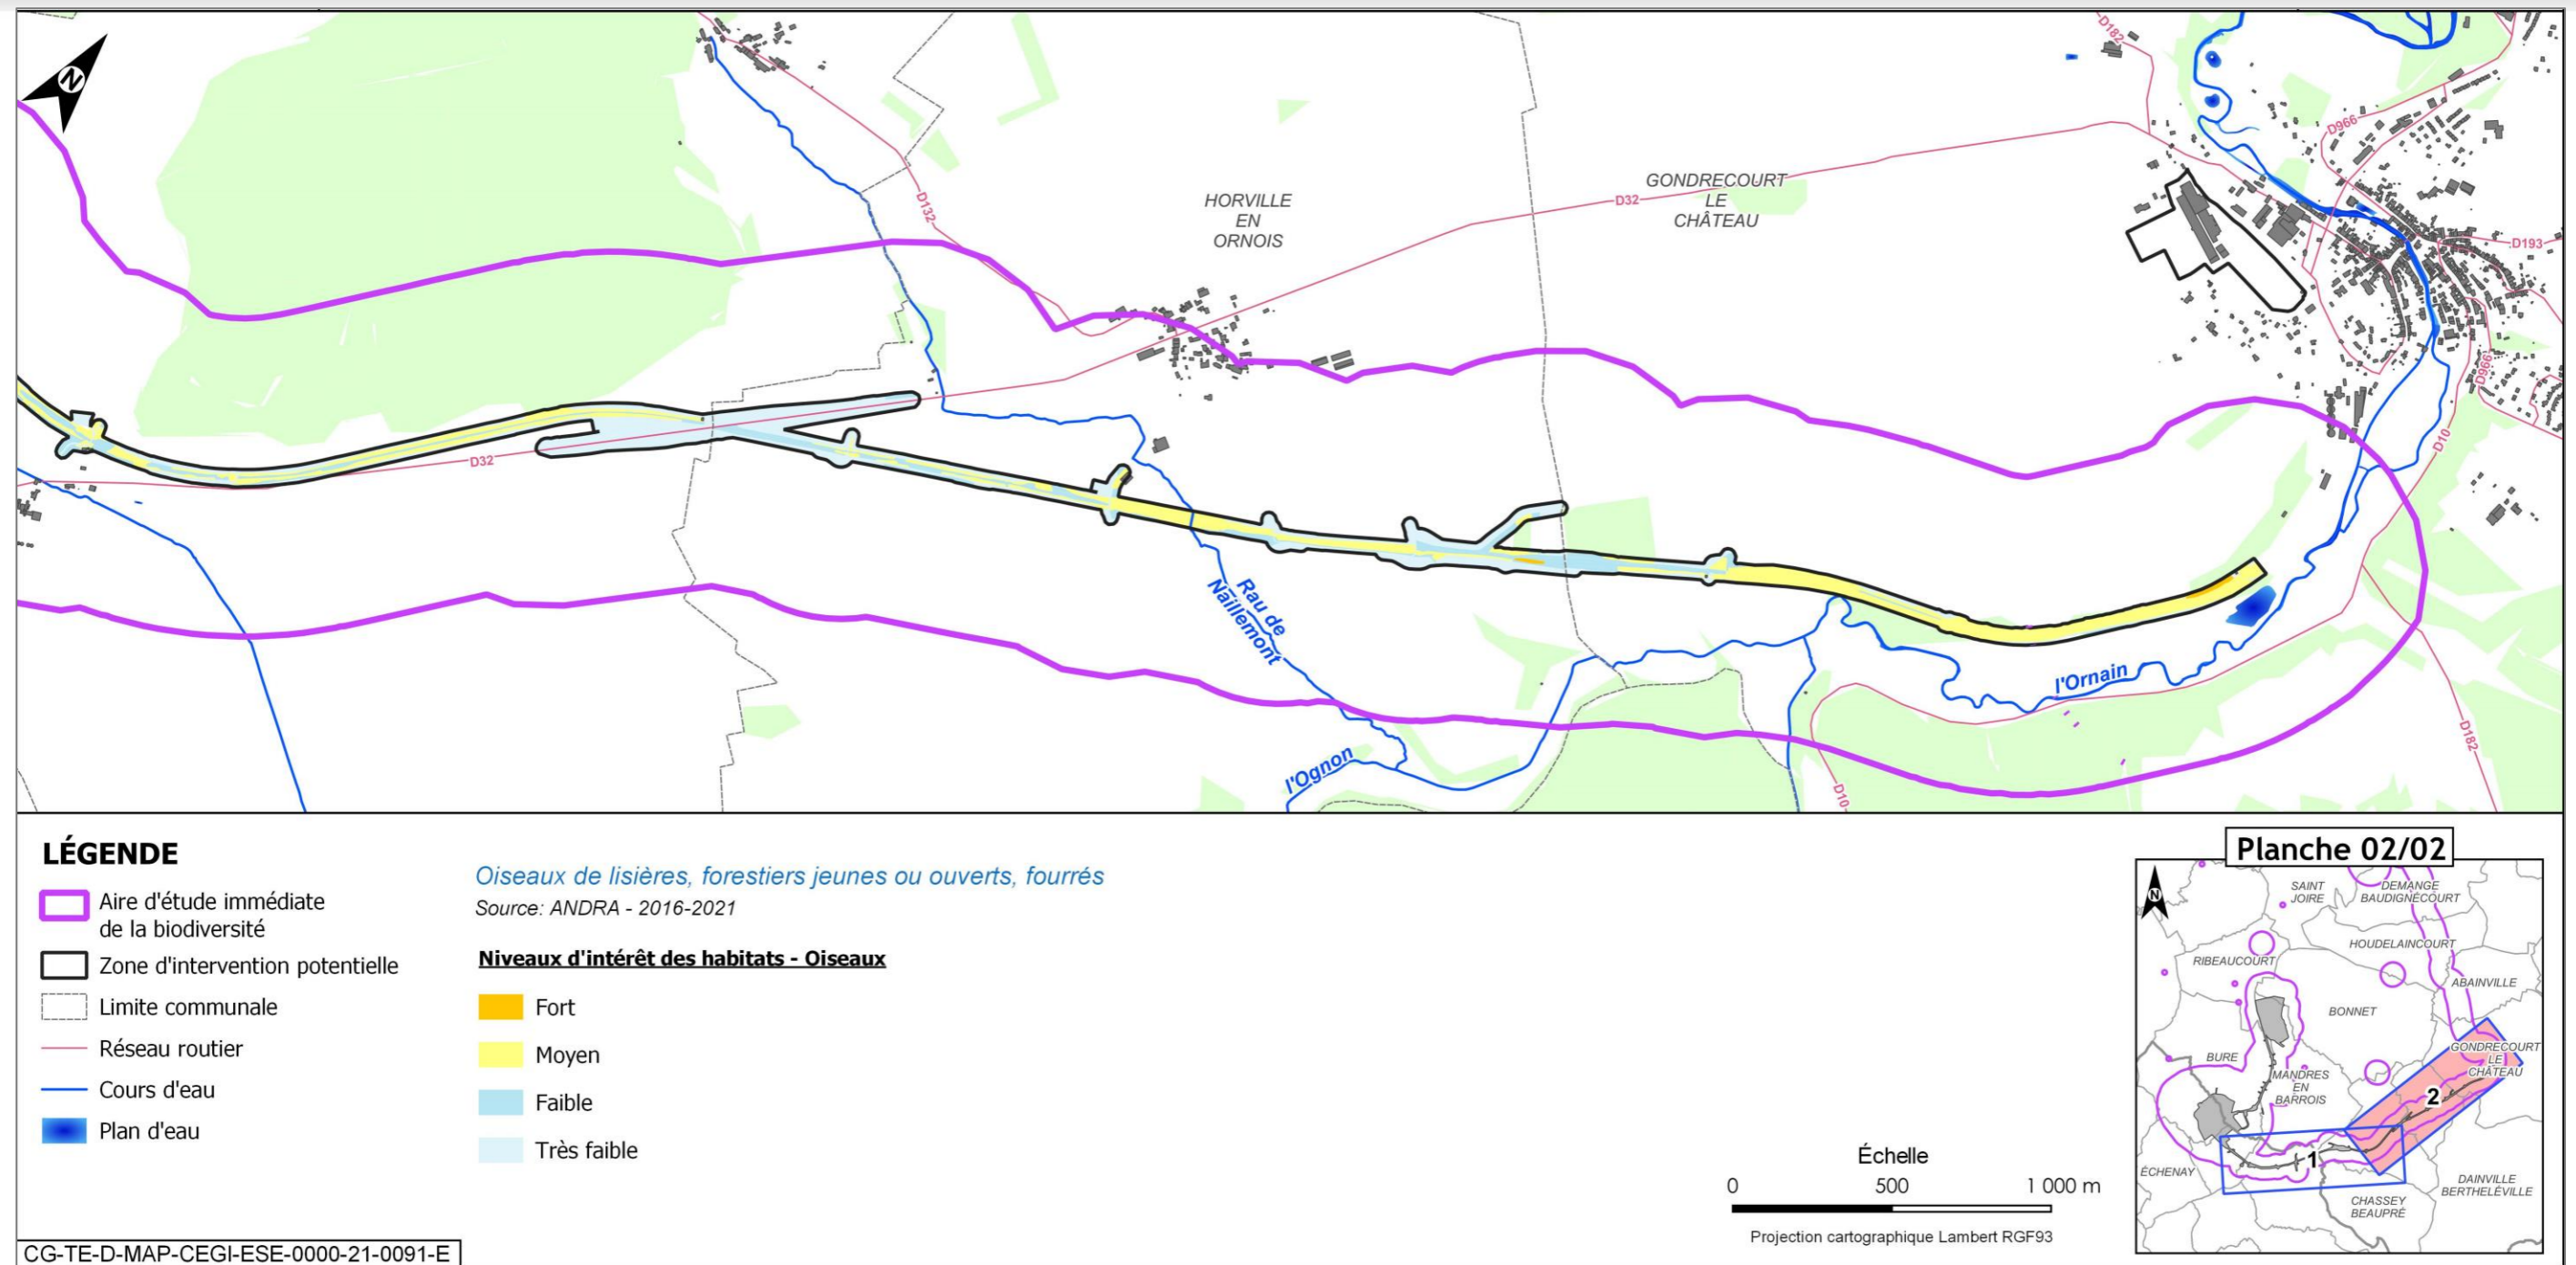 N
D182
D966
D132
HORVILLE
EN
ORNOIS
GONDRECOURT
LE
CHÂTEAU
D32
D193
D966
D10
D32
Rau de
Naillemont
l'Ornain
l'Ognon
D10
D182
LÉGENDE
Aire d'étude immédiate
de la biodiversité
Zone d'intervention potentielle
Limite communale
Réseau routier
Cours d'eau
Plan d'eau
Oiseaux de lisières, forestiers jeunes ou ouverts, fourrés
Source: ANDRA - 2016-2021
Niveaux d'intérêt des habitats - Oiseaux
Fort
Moyen
Faible
Très faible
Échelle
0 500 1 000 m
Projection cartographique Lambert RGF93
Planche 02/02
N
SAINT
JOIRE
DEMANGE
BAUDIGNÉCOURT
HOUDELAINCOURT
RIBEAUCOURT
ABAINVILLE
BONNET
GONDRECOURT
LE
CHÂTEAU
BURE
MANDRES
EN
BARROIS
2
1
ÉCHENAY
DAINVILLE
BERTHELÉVILLE
CHASSEY
BEAUPRÉ
CG-TE-D-MAP-CEGI-ESE-0000-21-0091-E